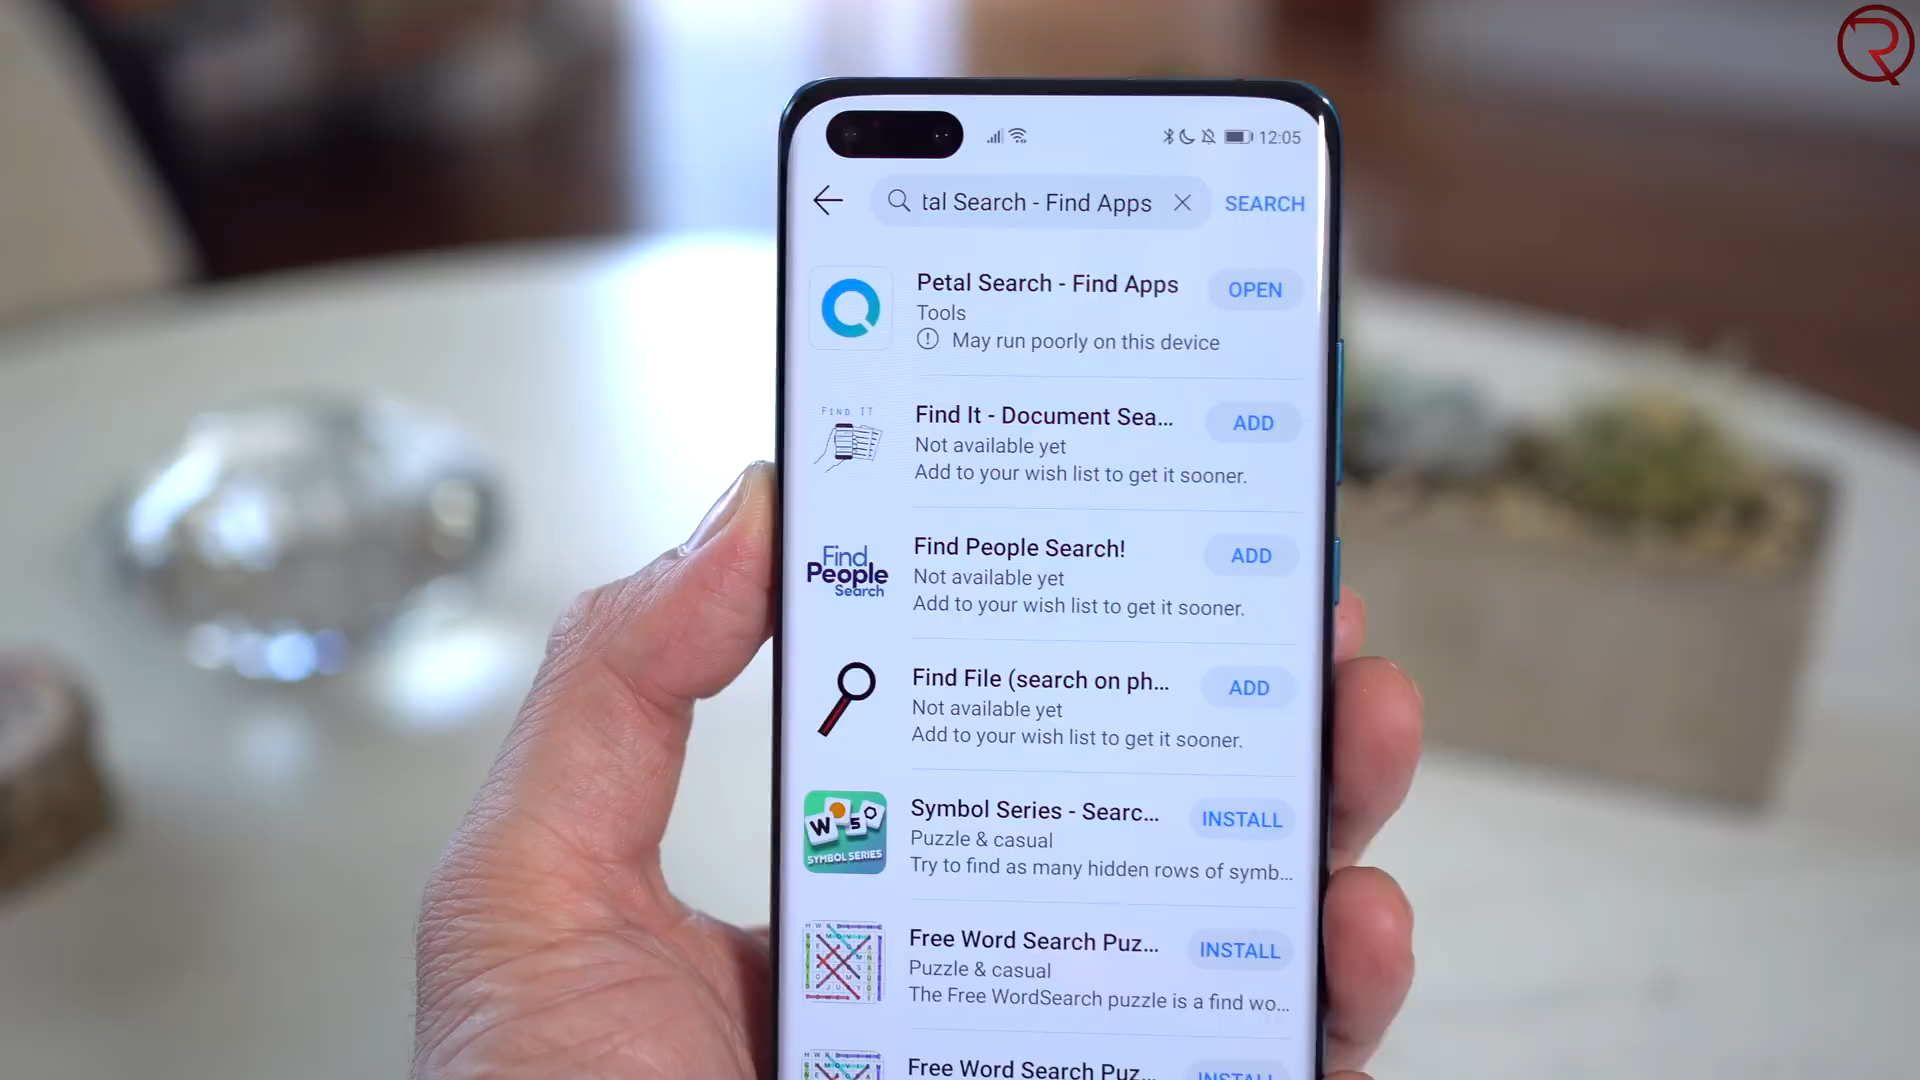 12:05
tal Search - Find Apps
SEARCH
Petal Search - Find Apps
OPEN
Tools
May run poorly on this device
FIND IT
Find It - Document Sea...
ADD
Not available yet
Add to your wish list to get it sooner.
Find People Search
Find People Search!
ADD
Not available yet
Add to your wish list to get it sooner.
Find File (search on ph...
ADD
Not available yet
Add to your wish list to get it sooner.
W 5
SYMBOL SERIES
Symbol Series - Searc...
INSTALL
Puzzle & casual
Try to find as many hidden rows of symb...
Free Word Search Puz...
INSTALL
Puzzle & casual
The Free WordSearch puzzle is a find wo...
Free Word Search Puz...
INSTALL